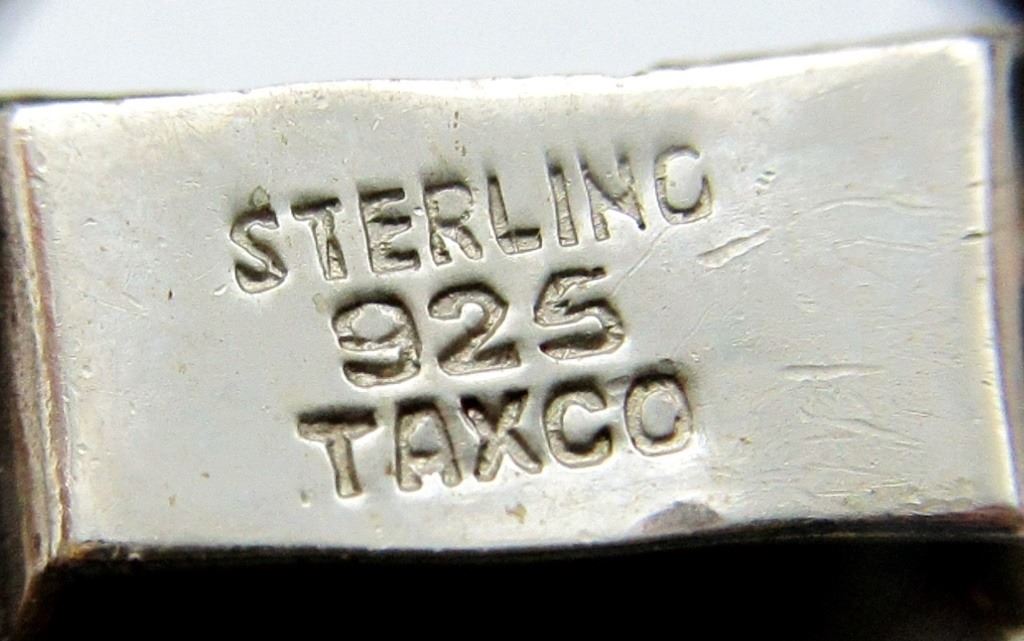 STERLING
925
TAXCO